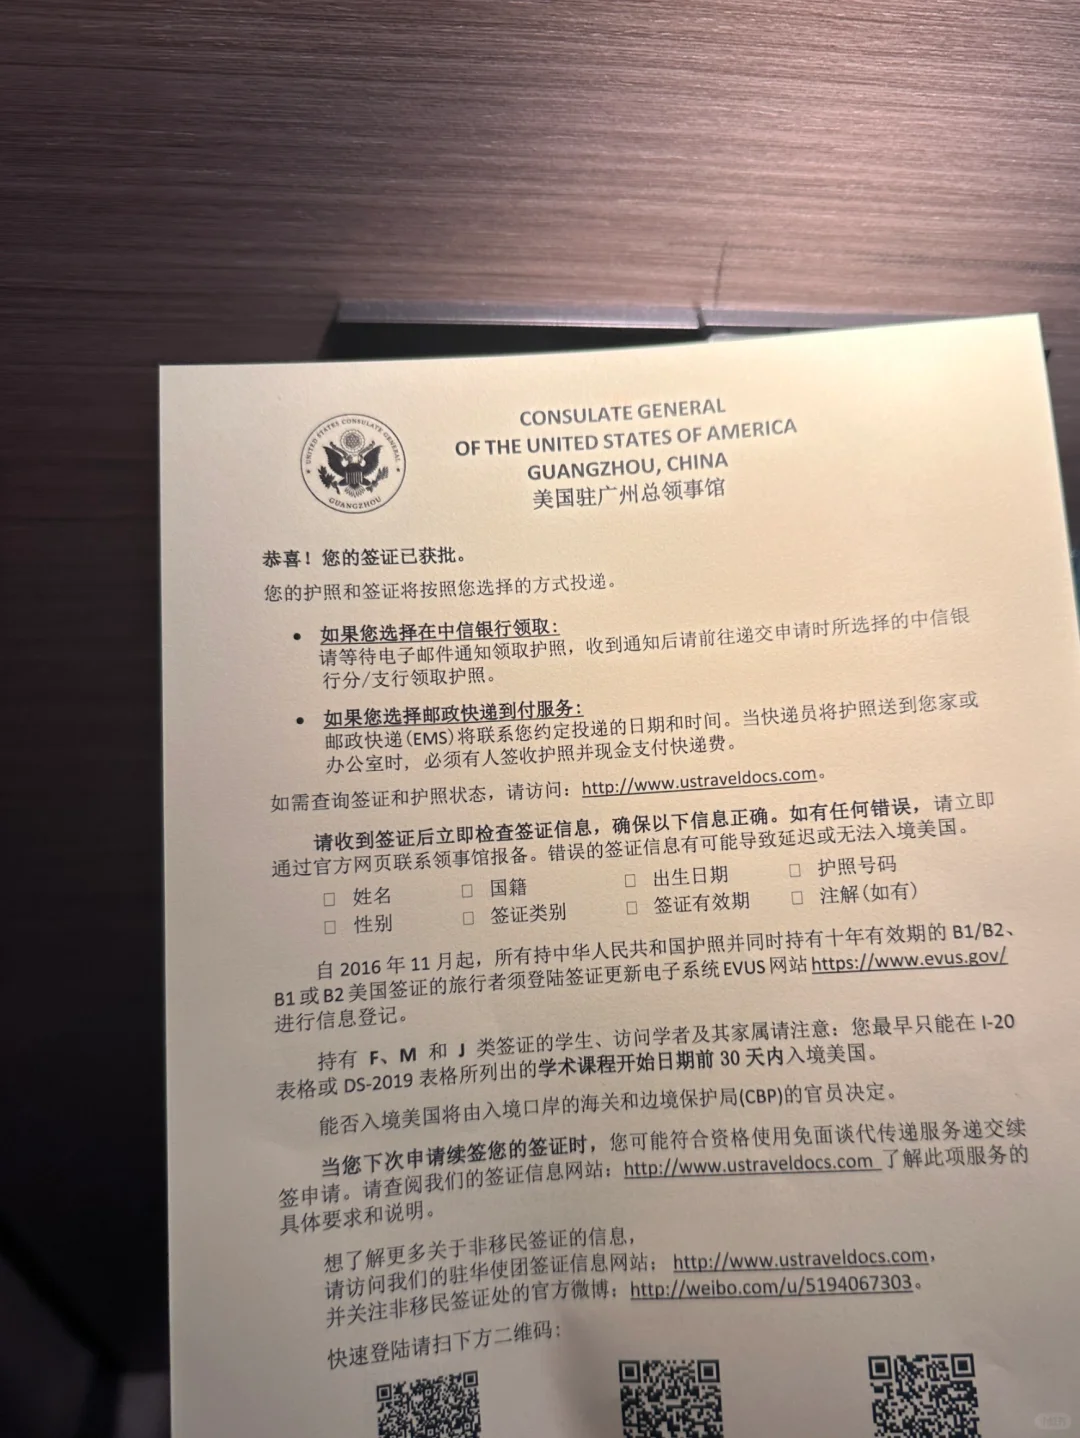 UNITED STATES CONSULATE GENERAL
GUANGZHOU
CONSULATE GENERAL
OF THE UNITED STATES OF AMERICA
GUANGZHOU, CHINA
美国驻广州总领事馆
恭喜！您的签证已获批。
您的护照和签证将按照您选择的方式投递。
• 如果您选择在中信银行领取:
请等待电子邮件通知领取护照，收到通知后请前往递交申请时所选择的中信银
行分/支行领取护照。
• 如果您选择邮政快递到付服务:
邮政快递(EMS)将联系您约定投递的日期和时间。当快递员将护照送到您家或
办公室时，必须有人签收护照并现金支付快递费。
如需查询签证和护照状态，请访问：http://www.ustraveldocs.com。
请收到签证后立即检查签证信息，确保以下信息正确。如有任何错误，请立即
通过官方网页联系领事馆报备。错误的签证信息有可能导致延迟或无法入境美国。
□ 姓名 □ 国籍 □ 出生日期 □ 护照号码
□ 性别 □ 签证类别 □ 签证有效期 □ 注解(如有)
自 2016 年 11 月起，所有持中华人民共和国护照并同时持有十年有效期的 B1/B2、
B1 或 B2 美国签证的旅行者须登陆签证更新电子系统 EVUS 网站 https://www.evus.gov/
进行信息登记。
持有 F、M 和 J 类签证的学生、访问学者及其家属请注意：您最早只能在 I-20
表格或 DS-2019 表格所列出的学术课程开始日期前 30 天内入境美国。
能否入境美国将由入境口岸的海关和边境保护局(CBP)的官员决定。
当您下次申请续签您的签证时，您可能符合资格使用免面谈代传递服务递交续
签申请。请查阅我们的签证信息网站：http://www.ustraveldocs.com 了解此项服务的
具体要求和说明。
想了解更多关于非移民签证的信息，
请访问我们的驻华使团签证信息网站：http://www.ustraveldocs.com，
并关注非移民签证处的官方微博：http://weibo.com/u/5194067303。
快速登陆请扫下方二维码：